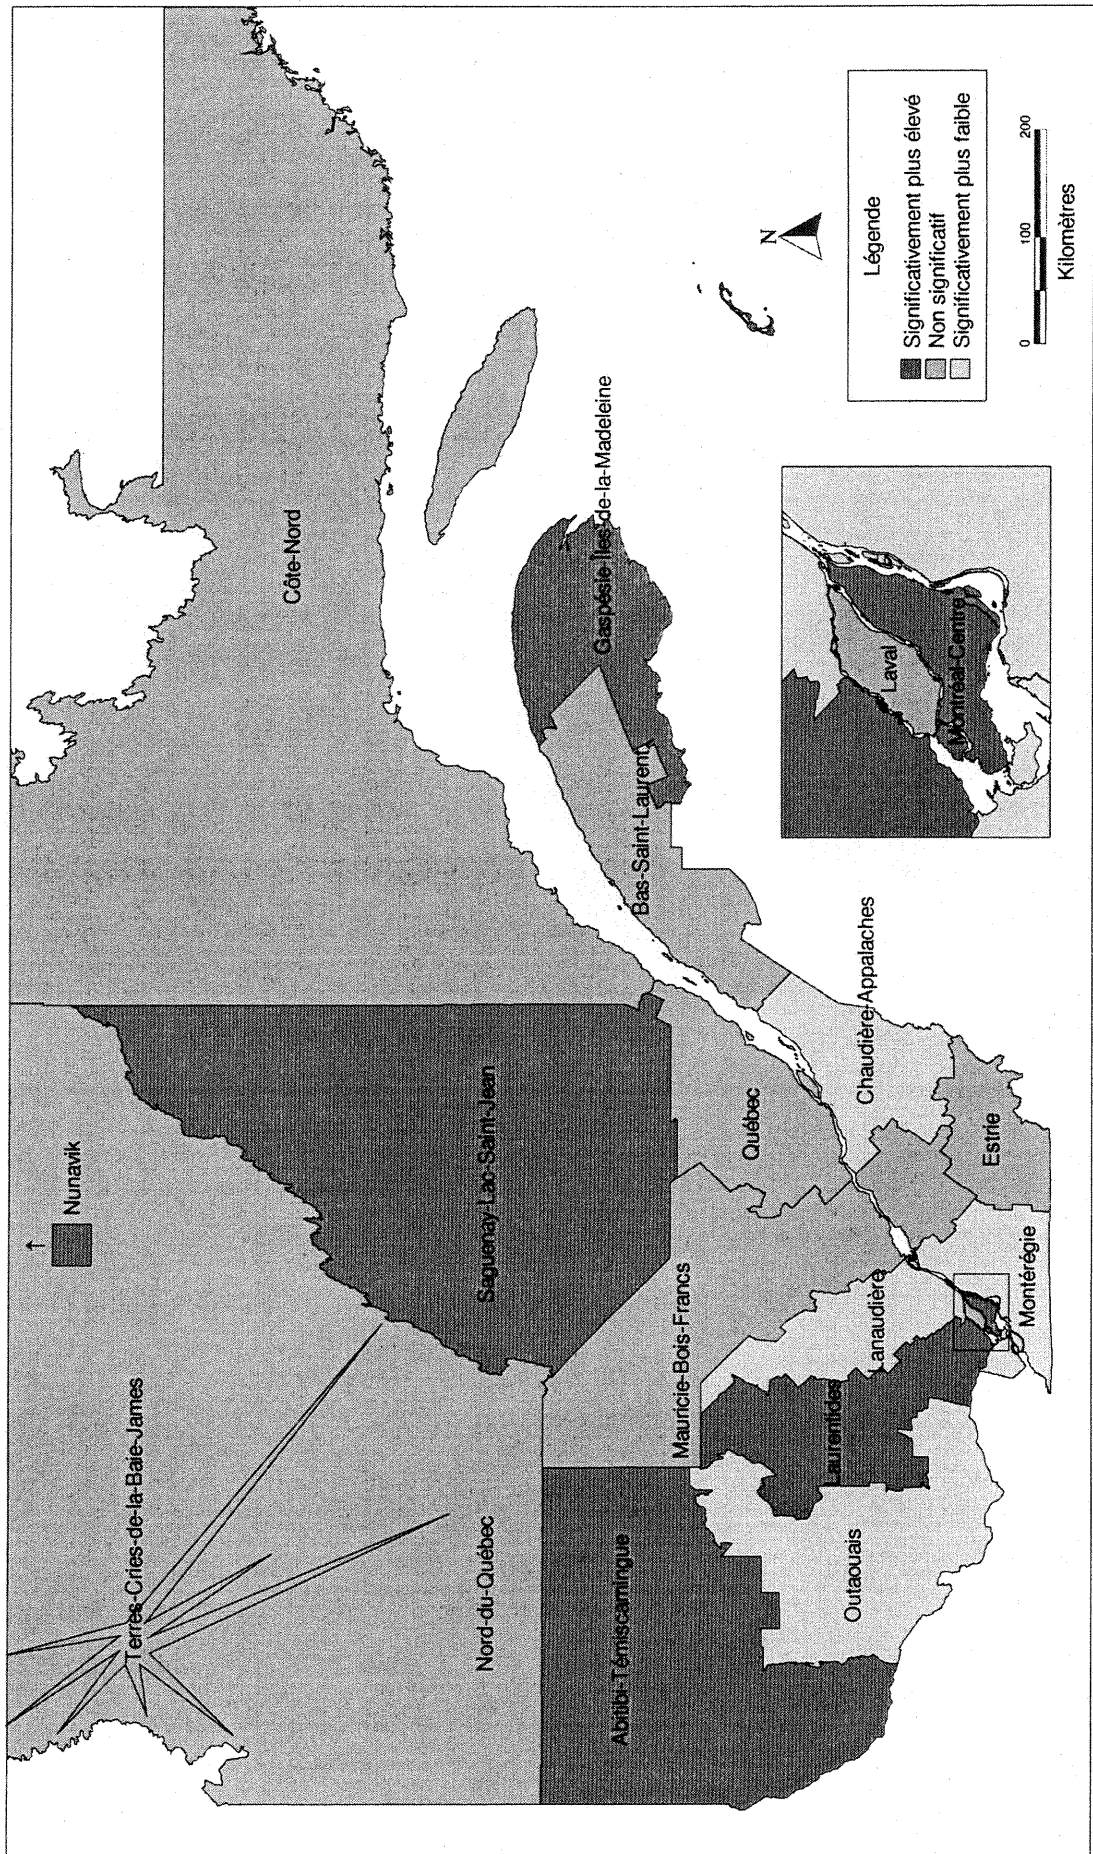 Nunavik
Terres-Cries-de-la-Baie-James
Côte-Nord
Nord-du-Québec
Saguenay-Lac-Saint-Jean
Abitibi-Témiscamingue
Gaspésie-Îles-de-la-Madeleine
Bas-Saint-Laurent
Mauricie-Bois-Francs
Québec
Laurentides
Lanaudière
Outaouais
Chaudière-Appalaches
Estrie
Montérégie
Laval
Montréal-Centre
N
Légende
Significativement plus élevé
Non significatif
Significativement plus faible
0 100 200
Kilomètres